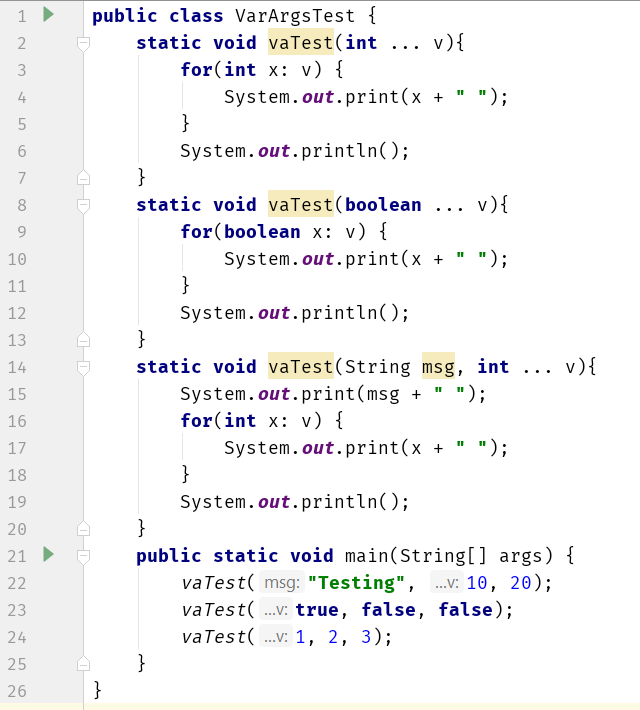 1 public class VarArgsTest {
2 static void vaTest(int ... v){
3 for(int x: v) {
4 System.out.print(x + " ");
5 }
6 System.out.println();
7 }
8 static void vaTest(boolean ... v){
9 for(boolean x: v) {
10 System.out.print(x + " ");
11 }
12 System.out.println();
13 }
14 static void vaTest(String msg, int ... v){
15 System.out.print(msg + " ");
16 for(int x: v) {
17 System.out.print(x + " ");
18 }
19 System.out.println();
20 }
21 public static void main(String[] args) {
22 vaTest( msg: "Testing", ...v: 10, 20);
23 vaTest( ...v: true, false, false);
24 vaTest( ...v: 1, 2, 3);
25 }
26 }